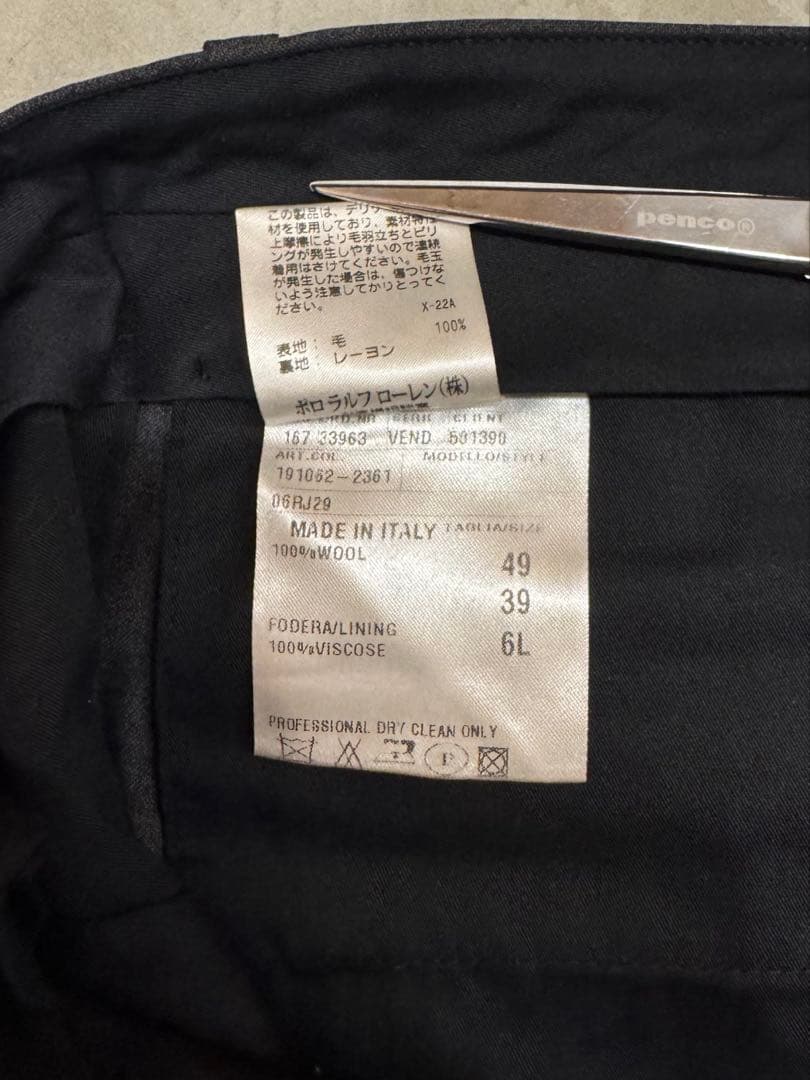 penco®
この製品は、デリケ
材を使用しており、素材特性
上摩擦により毛羽立ちとピリ
ングが発生しやすいので連続
着用はさけてください。毛玉
が発生した場合は、傷つけな
いよう注意してかりとってく
ださい。
X-22A
100%
表地: 毛
裏地: レーヨン
ポロ ラルフ ローレン(株)
167 33963 VEND 501390
ART.COL. MODELLO/STYLE
191062-2361
06RJ29
MADE IN ITALY TAGLIA/SIZE
100%WOOL
49
39
FODERA/LINING
100%VISCOSE
6L
PROFESSIONAL DRY CLEAN ONLY
P